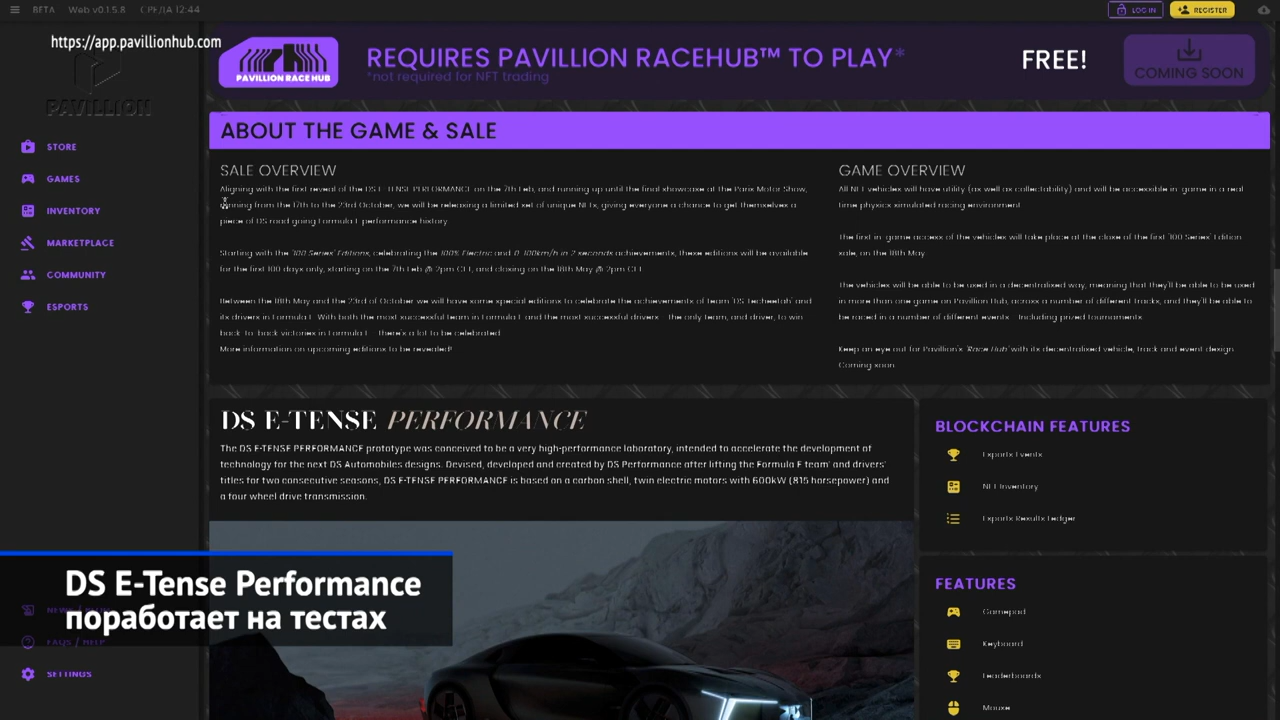 BETA Web v0.1.5.8
LOG IN
REGISTER
https://app.pavillionhub.com
PAVILLION
STORE
GAMES
INVENTORY
MARKETPLACE
COMMUNITY
ESPORTS
FAQS / HELP
SETTINGS
PAVILLION RACE HUB
REQUIRES PAVILLION RACEHUB™ TO PLAY*
*not required for NFT trading
FREE!
COMING SOON
ABOUT THE GAME & SALE
SALE OVERVIEW
Aligning with the first reveal of the DS E-TENSE PERFORMANCE on the 7th Feb, and running up until the final showcase at the Paris Motor Show,
running from the 17th to the 23rd October, we will be releasing a limited set of unique NFTs, giving everyone a chance to get themselves a
piece of DS road going Formula E performance history.
Starting with the '100 Series' Editions, celebrating the 100% Electric and 0-100km/h in 2 seconds achievements, these editions will be available
for the first 100 days only, starting on the 7th Feb @ 2pm CET, and closing on the 18th May @ 2pm CET.
Between the 18th May and the 23rd of October we will have some special editions to celebrate the achievements of team 'DS Techeetah' and
its drivers in Formula E. With both the most successful team in Formula E and the most successful drivers - the only team, and driver, to win
back-to-back victories in Formula E - there's a lot to be celebrated.
More information on upcoming editions to be revealed!
GAME OVERVIEW
All NFT vehicles will have utility (as well as collectability) and will be accessible in-game in a real
time physics simulated racing environment.
The first in-game access of the vehicles will take place at the close of the first '100 Series' Edition
sale, on the 18th May.
The vehicles will be able to be used in a decentralised way, meaning that they'll be able to be used
in more than one game on Pavillion Hub, across a number of different tracks, and they'll be able to
be raced in a number of different events - including prized tournaments.
Keep an eye out for Pavillion's 'Race Hub' with its decentralised vehicle, track and event design.
Coming soon.
DS E-TENSE PERFORMANCE
The DS E-TENSE PERFORMANCE prototype was conceived to be a very high-performance laboratory, intended to accelerate the development of
technology for the next DS Automobiles designs. Devised, developed and created by DS Performance after lifting the Formula E team' and drivers'
titles for two consecutive seasons, DS E-TENSE PERFORMANCE is based on a carbon shell, twin electric motors with 600kW (815 horsepower) and
a four wheel drive transmission.
BLOCKCHAIN FEATURES
Esports Events
NFT Inventory
Esports Results Ledger
FEATURES
Gamepad
Keyboard
Leaderboards
Mouse
DS E-Tense Performance
поработает на тестах